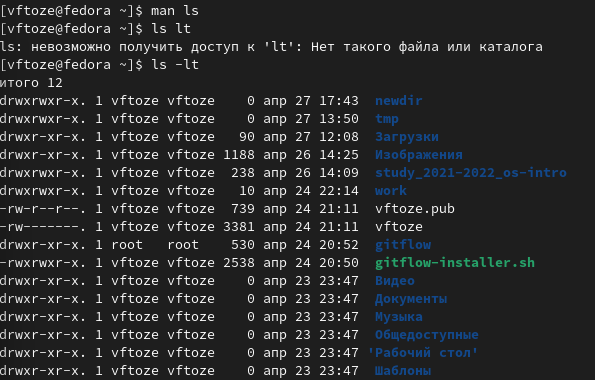 [vftoze@fedora ~]$ man ls
[vftoze@fedora ~]$ ls lt
ls: невозможно получить доступ к 'lt': Нет такого файла или каталога
[vftoze@fedora ~]$ ls -lt
итого 12
drwxrwxr-x. 1 vftoze vftoze    0 апр 27 17:43  newdir
drwxrwxr-x. 1 vftoze vftoze    0 апр 27 13:50  tmp
drwxr-xr-x. 1 vftoze vftoze   90 апр 27 12:08  Загрузки
drwxr-xr-x. 1 vftoze vftoze 1188 апр 26 14:25  Изображения
drwxrwxr-x. 1 vftoze vftoze  238 апр 26 14:09  study_2021-2022_os-intro
drwxrwxr-x. 1 vftoze vftoze   10 апр 24 22:14  work
-rw-r--r--. 1 vftoze vftoze  739 апр 24 21:11  vftoze.pub
-rw-------. 1 vftoze vftoze 3381 апр 24 21:11  vftoze
drwxr-xr-x. 1 root   root    530 апр 24 20:52  gitflow
-rwxrwxr-x. 1 vftoze vftoze 2538 апр 24 20:50  gitflow-installer.sh
drwxr-xr-x. 1 vftoze vftoze    0 апр 23 23:47  Видео
drwxr-xr-x. 1 vftoze vftoze    0 апр 23 23:47  Документы
drwxr-xr-x. 1 vftoze vftoze    0 апр 23 23:47  Музыка
drwxr-xr-x. 1 vftoze vftoze    0 апр 23 23:47  Общедоступные
drwxr-xr-x. 1 vftoze vftoze    0 апр 23 23:47 'Рабочий стол'
drwxr-xr-x. 1 vftoze vftoze    0 апр 23 23:47  Шаблоны